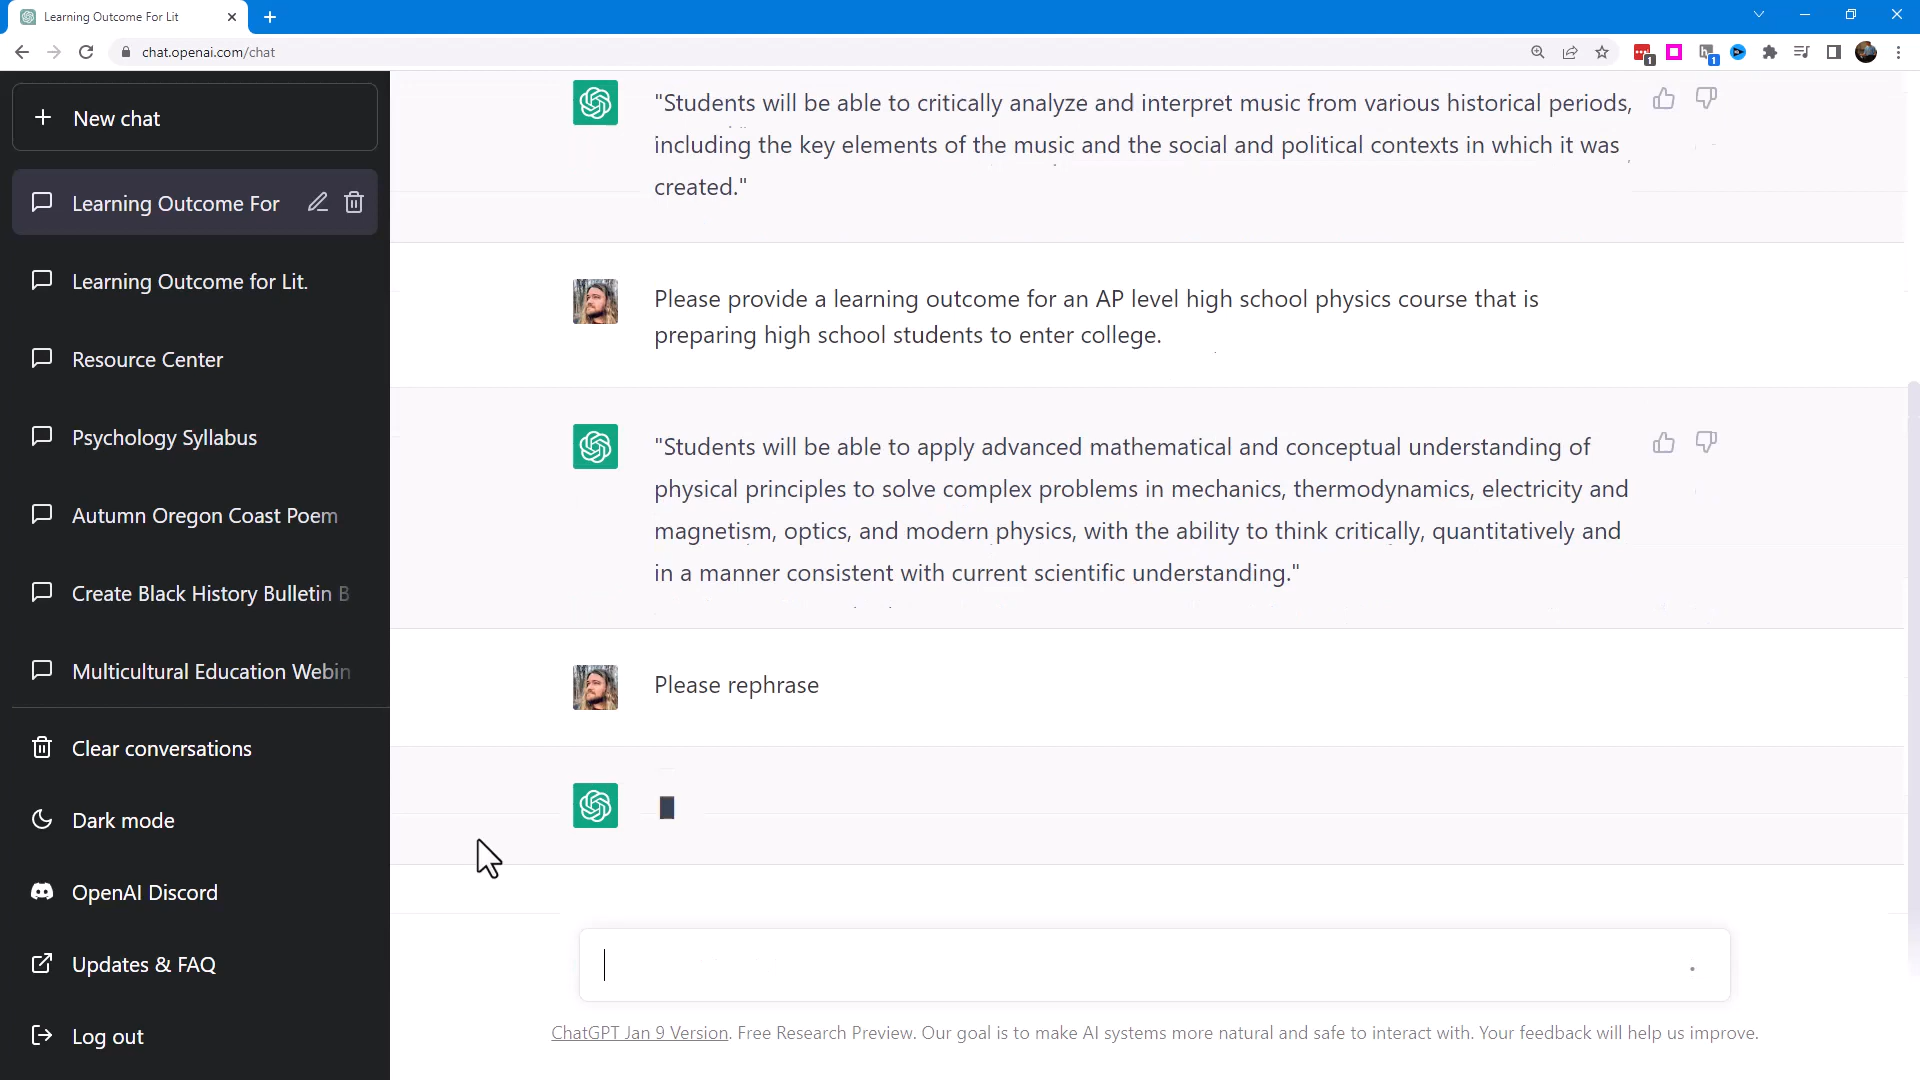 Learning Outcome For Lit
chat.openai.com/chat
1
1
New chat
Learning Outcome For
Learning Outcome for Lit.
Resource Center
Psychology Syllabus
Autumn Oregon Coast Poem
Create Black History Bulletin B
Multicultural Education Webin
Clear conversations
Dark mode
OpenAI Discord
Updates & FAQ
Log out
"Students will be able to critically analyze and interpret music from various historical periods,
including the key elements of the music and the social and political contexts in which it was
created."
Please provide a learning outcome for an AP level high school physics course that is
preparing high school students to enter college.
"Students will be able to apply advanced mathematical and conceptual understanding of
physical principles to solve complex problems in mechanics, thermodynamics, electricity and
magnetism, optics, and modern physics, with the ability to think critically, quantitatively and
in a manner consistent with current scientific understanding."
Please rephrase
ChatGPT Jan 9 Version. Free Research Preview. Our goal is to make AI systems more natural and safe to interact with. Your feedback will help us improve.